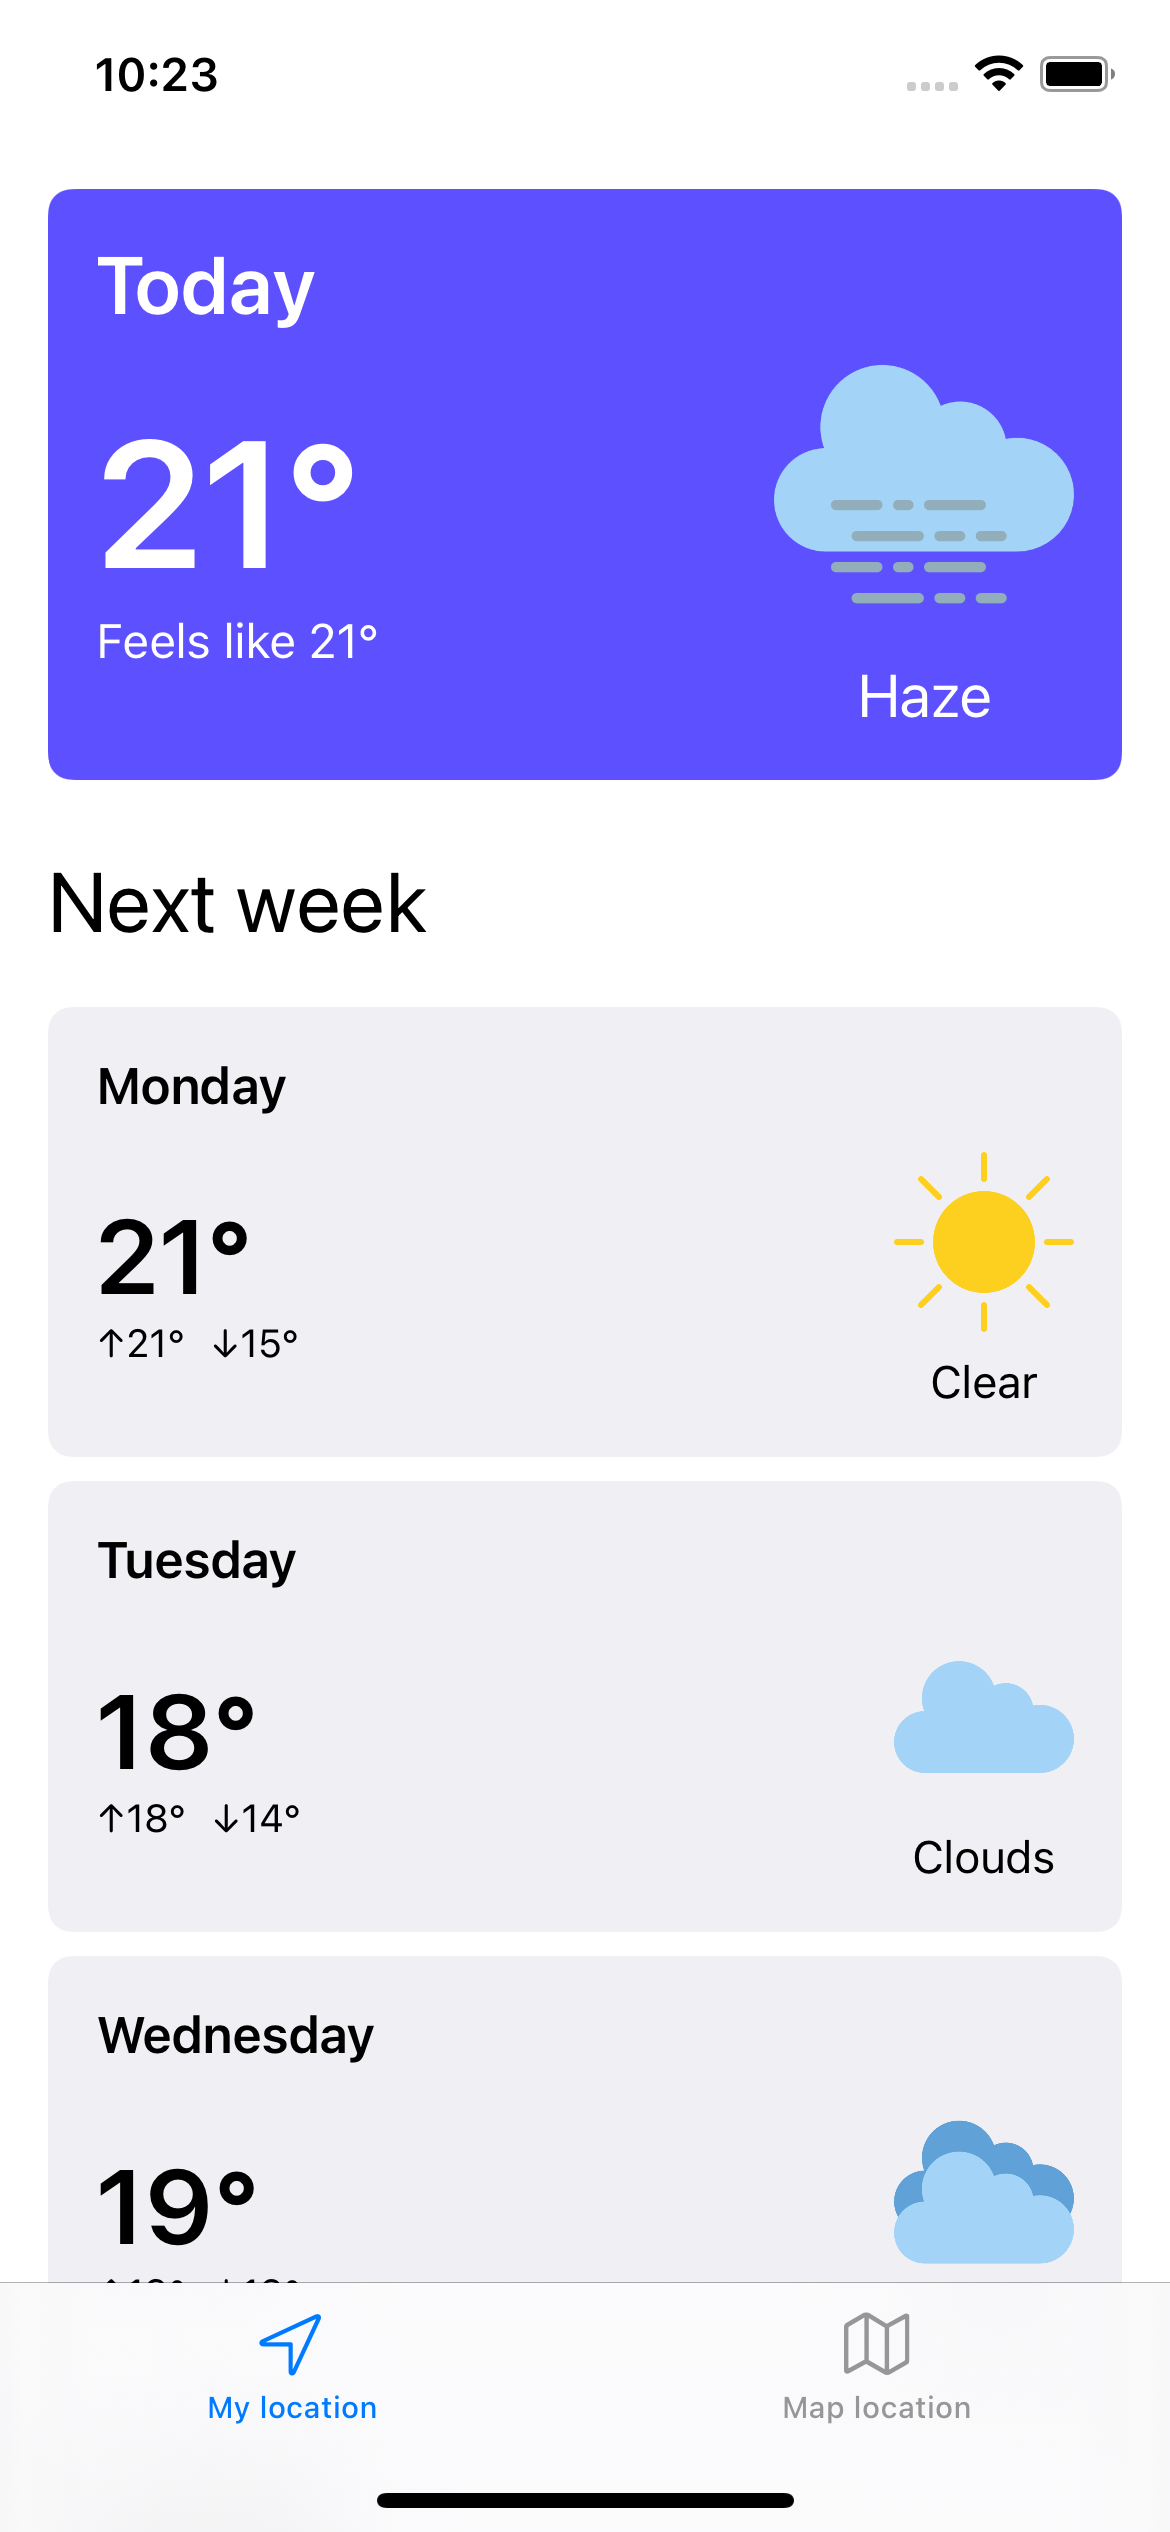 10:23
Today
21°
Feels like 21°
Haze
Next week
Monday
21°
↑21° ↓15°
Clear
Tuesday
18°
↑18° ↓14°
Clouds
Wednesday
19°
My location
Map location